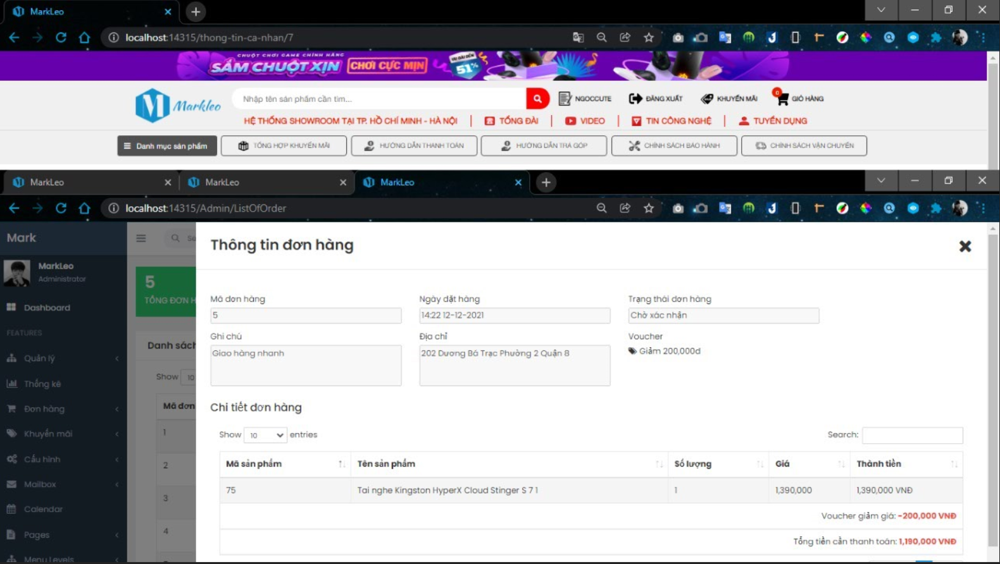 MarkLeo
localhost:14315/thong-tin-ca-nhan/7
CHUỘT CHƠI GAME CHÍNH HÃNG
SẮM CHUỘT XỊN CHƠI CỰC MỊN
51%
Markleo
Nhập tên sản phẩm cần tìm...
NGOCCUTE
ĐĂNG XUẤT
KHUYẾN MÃI
0
GIỎ HÀNG
HỆ THỐNG SHOWROOM TẠI TP. HỒ CHÍ MINH - HÀ NỘI
TỔNG ĐÀI
VIDEO
TIN CÔNG NGHỆ
TUYỂN DỤNG
Danh mục sản phẩm
TỔNG HỢP KHUYẾN MÃI
HƯỚNG DẪN THANH TOÁN
HƯỚNG DẪN TRẢ GÓP
CHÍNH SÁCH BẢO HÀNH
CHÍNH SÁCH VẬN CHUYỂN
MarkLeo
MarkLeo
MarkLeo
localhost:14315/Admin/ListOfOrder
Mark
MarkLeo
Administrator
Dashboard
FEATURES
Quản lý
Thống kê
Đơn hàng
Khuyến mãi
Cấu hình
Mailbox
Calendar
Pages
Menu Levels
Se
5
TỔNG ĐƠN H
Danh sách
Show 10
Mã đơn
1
2
3
4
Thông tin đơn hàng
Mã đơn hàng
5
Ngày đặt hàng
14:22 12-12-2021
Trạng thái đơn hàng
Chờ xác nhận
Ghi chú
Giao hàng nhanh
Địa chỉ
202 Dương Bá Trạc Phường 2 Quận 8
Voucher
Giảm 200,000đ
Chi tiết đơn hàng
Show 10 entries
Search:
Mã sản phẩm Tên sản phẩm Số lượng Giá Thành tiền
75 Tai nghe Kingston HyperX Cloud Stinger S 7 1 1 1,390,000 1,390,000 VNĐ
Voucher giảm giá: -200,000 VNĐ
Tổng tiền cần thanh toán: 1,190,000 VNĐ